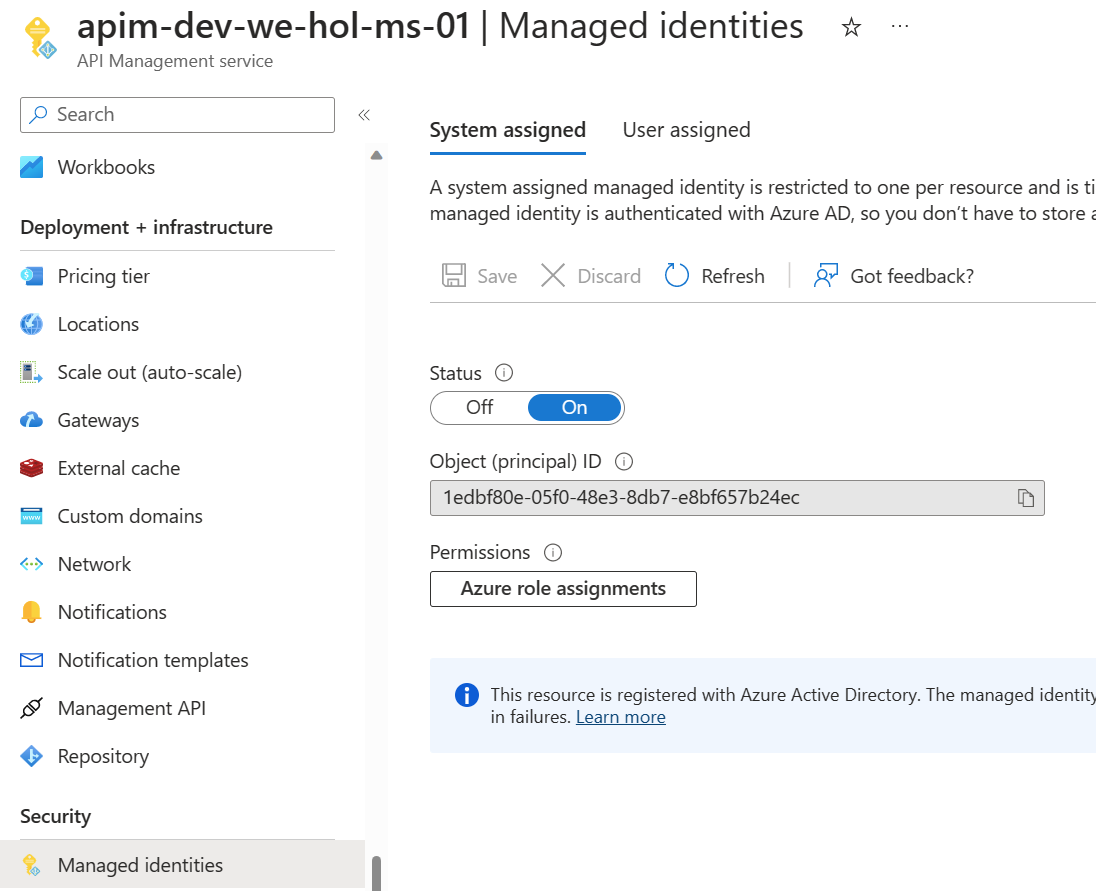 apim-dev-we-hol-ms-01 | Managed identities
API Management service
Search
Workbooks
Deployment + infrastructure
Pricing tier
Locations
Scale out (auto-scale)
Gateways
External cache
Custom domains
Network
Notifications
Notification templates
Management API
Repository
Security
Managed identities
System assigned User assigned
A system assigned managed identity is restricted to one per resource and is ti
managed identity is authenticated with Azure AD, so you don’t have to store a
Save Discard Refresh Got feedback?
Status
Off On
Object (principal) ID
1edbf80e-05f0-48e3-8db7-e8bf657b24ec
Permissions
Azure role assignments
This resource is registered with Azure Active Directory. The managed identity
in failures. Learn more